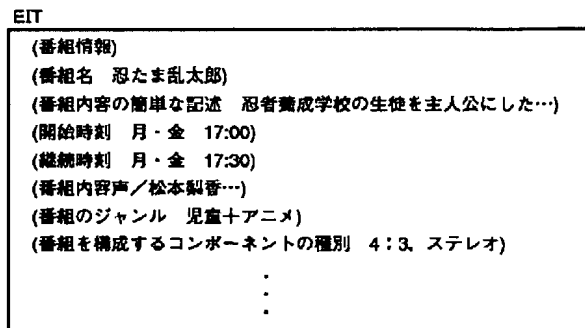 EIT
(番組情報)
(番組名 忍たま乱太郎)
(番組内容の簡単な記述 忍者養成学校の生徒を主人公にした…)
(開始時刻 月・金 17:00)
(継続時刻 月・金 17:30)
(番組内容声／松本梨香…)
(番組のジャンル 児童＋アニメ)
(番組を構成するコンポーネントの種別 4：3、ステレオ)
・
・
・